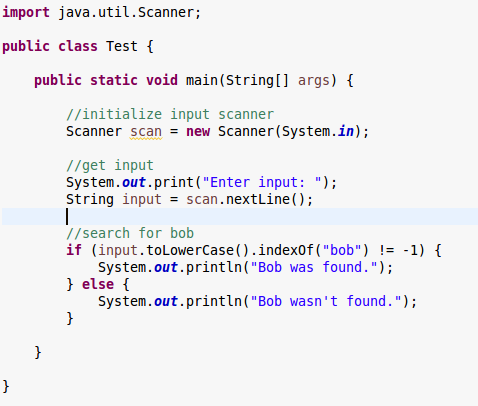 import java.util.Scanner;
public class Test {
public static void main(String[] args) {
//initialize input scanner
Scanner scan = new Scanner(System.in);
//get input
System.out.print("Enter input: ");
String input = scan.nextLine();
//search for bob
if (input.toLowerCase().indexOf("bob") != -1) {
System.out.println("Bob was found.");
} else {
System.out.println("Bob wasn't found.");
}
}
}